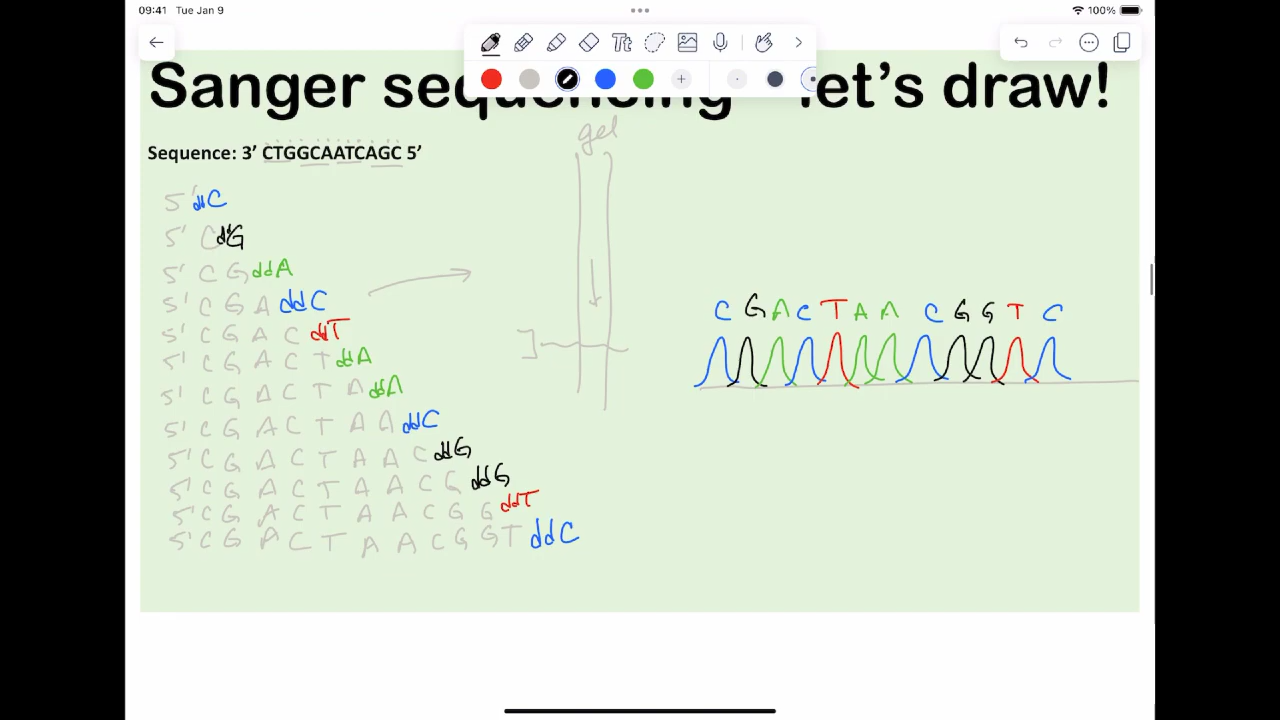 09:41 Tue Jan 9
100%
Tt
Sanger sequencing let's draw!
gel
Sequence: 3' CTGGCAATCAGC 5'
5' ddC
5' C ddG
5' C G ddA
5' C G A ddC
5' C G A C ddT
5' C G A C T ddA
5' C G A C T A ddA
5' C G A C T A A ddC
5' C G A C T A A C ddG
5' C G A C T A A C G ddG
5' C G A C T A A C G G ddT
5' C G A C T A A C G G T ddC
C G A C T A A C G G T C